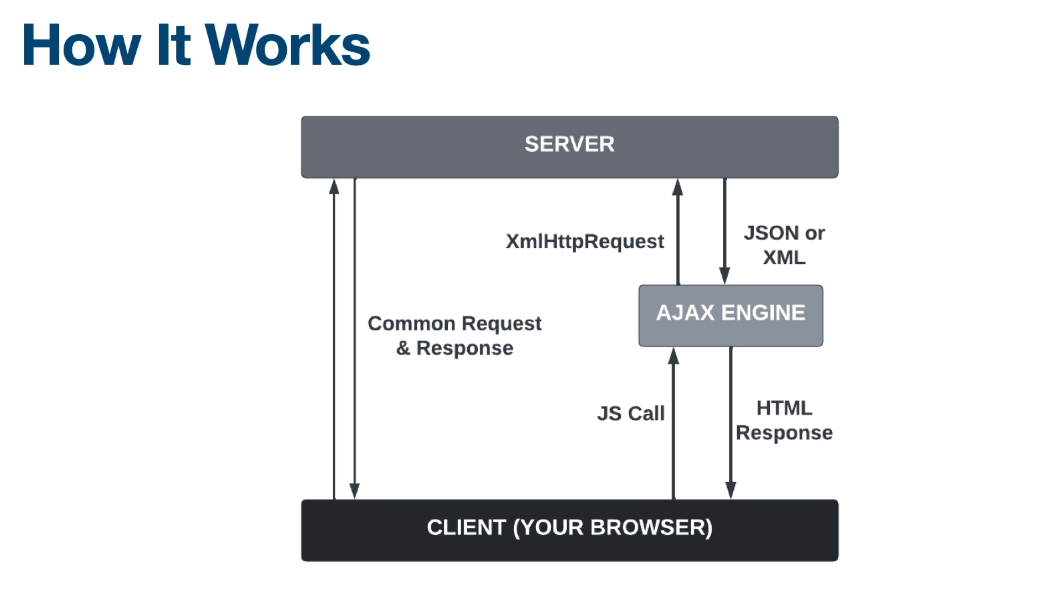 How It Works
SERVER
XmlHttpRequest
JSON or
XML
AJAX ENGINE
Common Request
& Response
JS Call
HTML
Response
CLIENT (YOUR BROWSER)